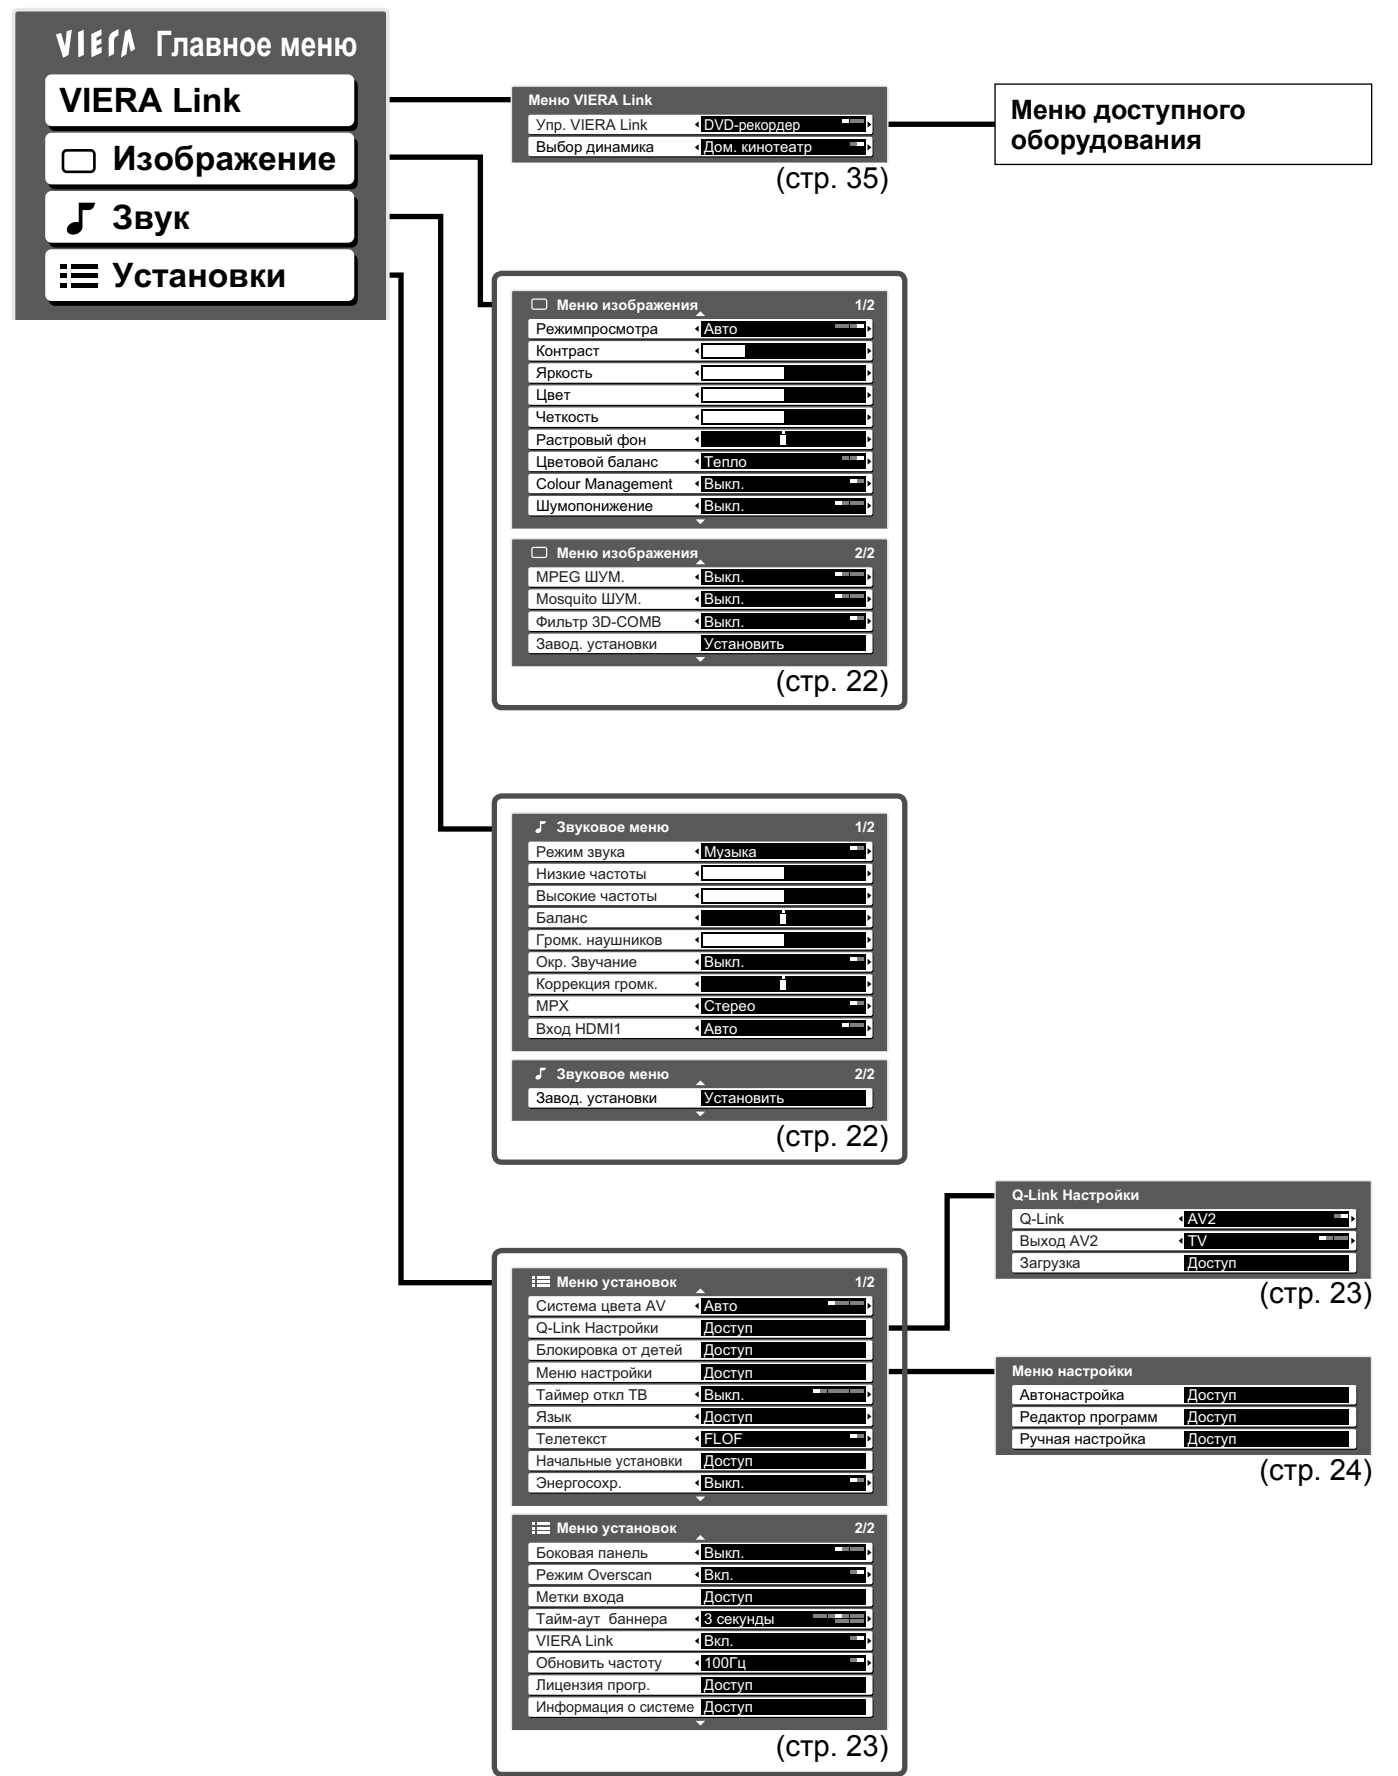 VIERA Главное меню
VIERA Link
Изображение
Звук
Установки
Меню VIERA Link
Упр. VIERA Link DVD-рекордер
Выбор динамика Дом. кинотеатр
(стр. 35)
Меню доступного
оборудования
Меню изображения 1/2
Режимпросмотра Авто
Контраст
Яркость
Цвет
Четкость
Растровый фон
Цветовой баланс Тепло
Colour Management Выкл.
Шумопонижение Выкл.
Меню изображения 2/2
MPEG ШУМ. Выкл.
Mosquito ШУМ. Выкл.
Фильтр 3D-COMB Выкл.
Завод. установки Установить
(стр. 22)
Звуковое меню 1/2
Режим звука Музыка
Низкие частоты
Высокие частоты
Баланс
Громк. наушников
Окр. Звучание Выкл.
Коррекция громк.
MPX Стерео
Вход HDMI1 Авто
Звуковое меню 2/2
Завод. установки Установить
(стр. 22)
Меню установок 1/2
Система цвета AV Авто
Q-Link Настройки Доступ
Блокировка от детей Доступ
Меню настройки Доступ
Таймер откл ТВ Выкл.
Язык Доступ
Телетекст FLOF
Начальные установки Доступ
Энергосохр. Выкл.
Меню установок 2/2
Боковая панель Выкл.
Режим Overscan Вкл.
Метки входа Доступ
Тайм-аут баннера 3 секунды
VIERA Link Вкл.
Обновить частоту 100Гц
Лицензия прогр. Доступ
Информация о системе Доступ
(стр. 23)
Q-Link Настройки
Q-Link AV2
Выход AV2 TV
Загрузка Доступ
(стр. 23)
Меню настройки
Автонастройка Доступ
Редактор программ Доступ
Ручная настройка Доступ
(стр. 24)